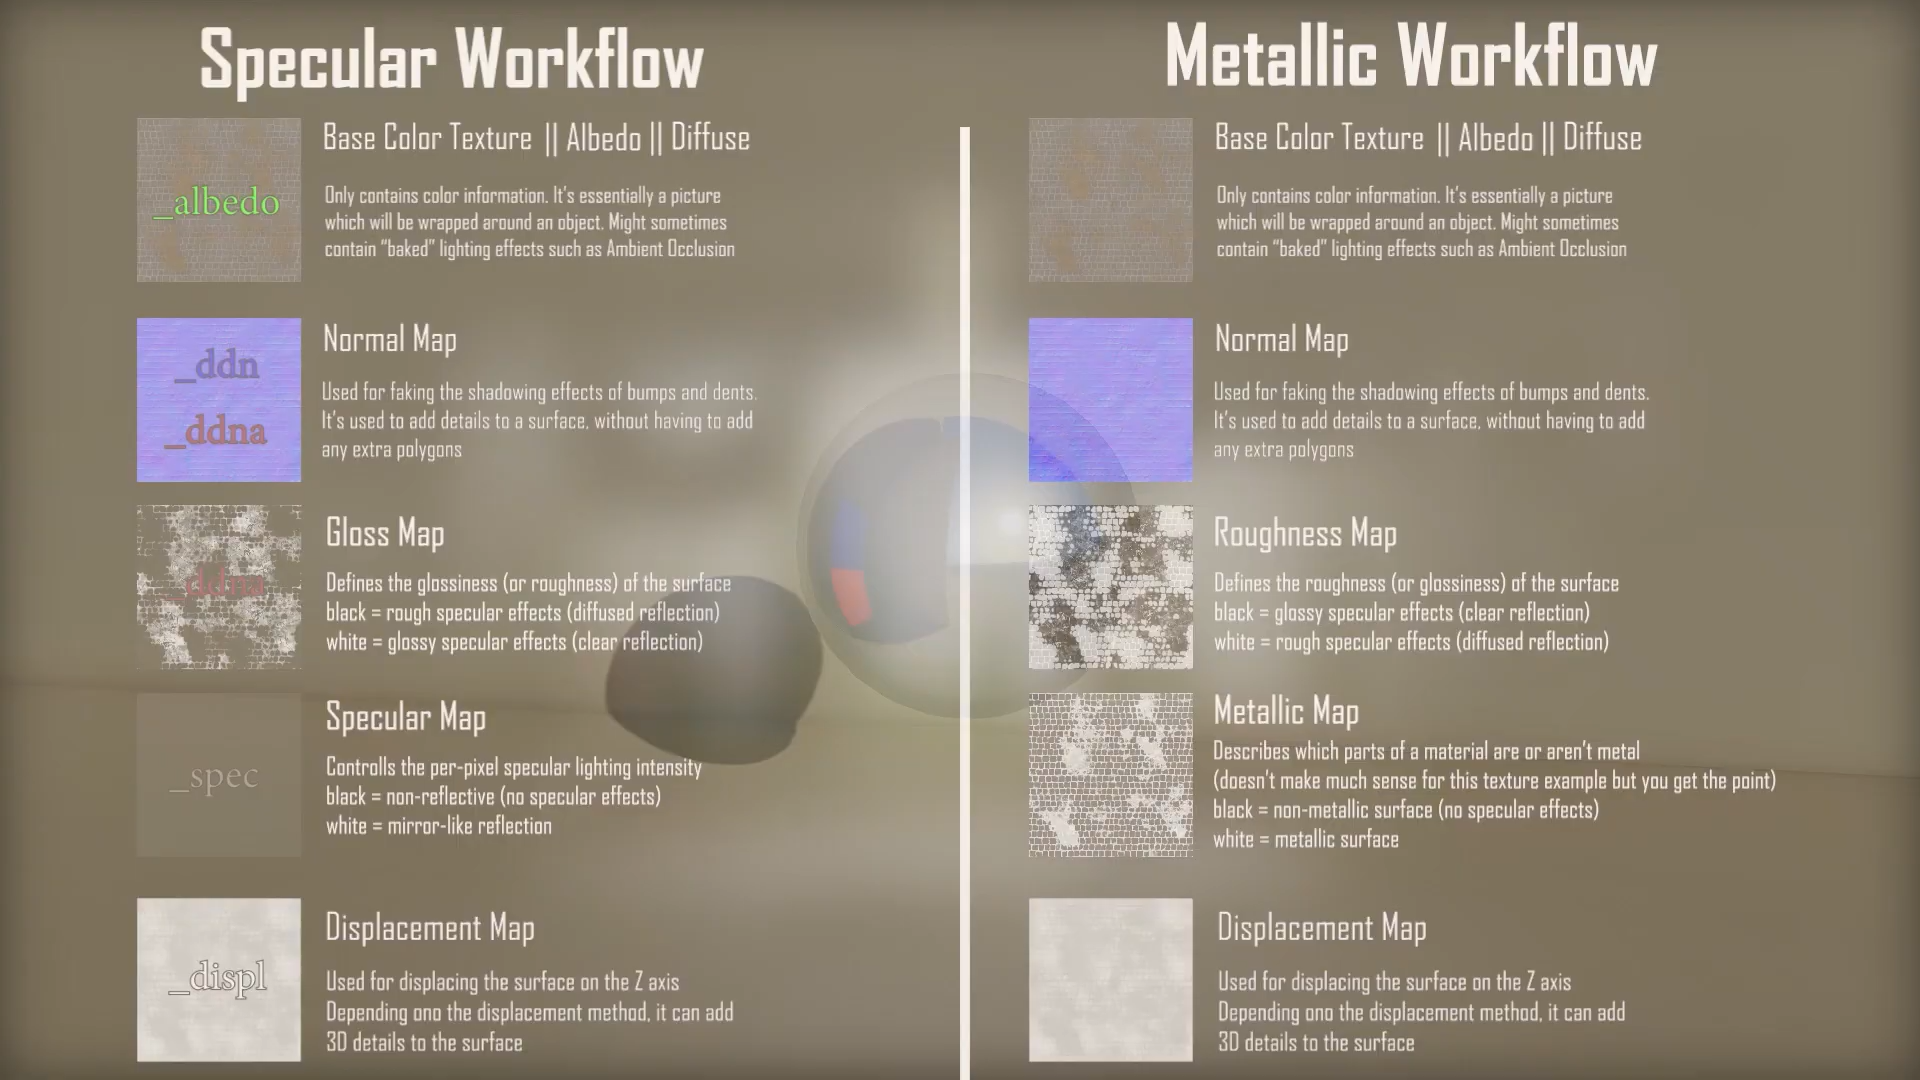 Specular Workflow
Base Color Texture || Albedo || Diffuse
_albedo
Only contains color information. It's essentially a picture
which will be wrapped around an object. Might sometimes
contain "baked" lighting effects such as Ambient Occlusion
Normal Map
_ddn
_ddna
Used for faking the shadowing effects of bumps and dents.
It's used to add details to a surface, without having to add
any extra polygons
Gloss Map
_ddna
Defines the glossiness (or roughness) of the surface
black = rough specular effects (diffused reflection)
white = glossy specular effects (clear reflection)
Specular Map
_spec
Controlls the per-pixel specular lighting intensity
black = non-reflective (no specular effects)
white = mirror-like reflection
Displacement Map
_displ
Used for displacing the surface on the Z axis
Depending ono the displacement method, it can add
3D details to the surface
Metallic Workflow
Base Color Texture || Albedo || Diffuse
Only contains color information. It's essentially a picture
which will be wrapped around an object. Might sometimes
contain "baked" lighting effects such as Ambient Occlusion
Normal Map
Used for faking the shadowing effects of bumps and dents.
It's used to add details to a surface, without having to add
any extra polygons
Roughness Map
Defines the roughness (or glossiness) of the surface
black = glossy specular effects (clear reflection)
white = rough specular effects (diffused reflection)
Metallic Map
Describes which parts of a material are or aren't metal
(doesn't make much sense for this texture example but you get the point)
black = non-metallic surface (no specular effects)
white = metallic surface
Displacement Map
Used for displacing the surface on the Z axis
Depending ono the displacement method, it can add
3D details to the surface